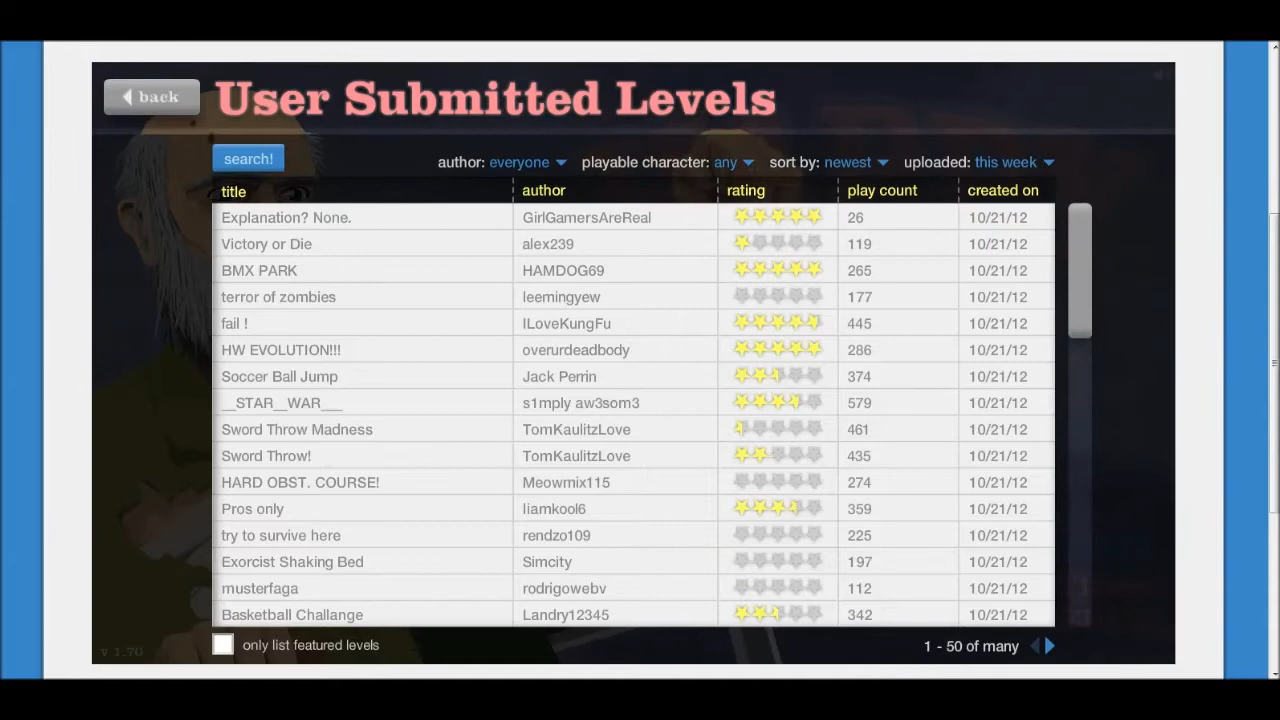 back
User Submitted Levels
search!
author: everyone playable character: any sort by: newest uploaded: this week
title author rating play count created on
Explanation? None. GirlGamersAreReal 26 10/21/12
Victory or Die alex239 119 10/21/12
BMX PARK HAMDOG69 265 10/21/12
terror of zombies leemingyew 177 10/21/12
fail ! ILoveKungFu 445 10/21/12
HW EVOLUTION!!! overurdeadbody 286 10/21/12
Soccer Ball Jump Jack Perrin 374 10/21/12
__STAR__WAR___ s1mply aw3som3 579 10/21/12
Sword Throw Madness TomKaulitzLove 461 10/21/12
Sword Throw! TomKaulitzLove 435 10/21/12
HARD OBST. COURSE! Meowmix115 274 10/21/12
Pros only liamkool6 359 10/21/12
try to survive here rendzo109 225 10/21/12
Exorcist Shaking Bed Simcity 197 10/21/12
musterfaga rodrigowebv 112 10/21/12
Basketball Challange Landry12345 342 10/21/12
only list featured levels 1 - 50 of many
v 1.70